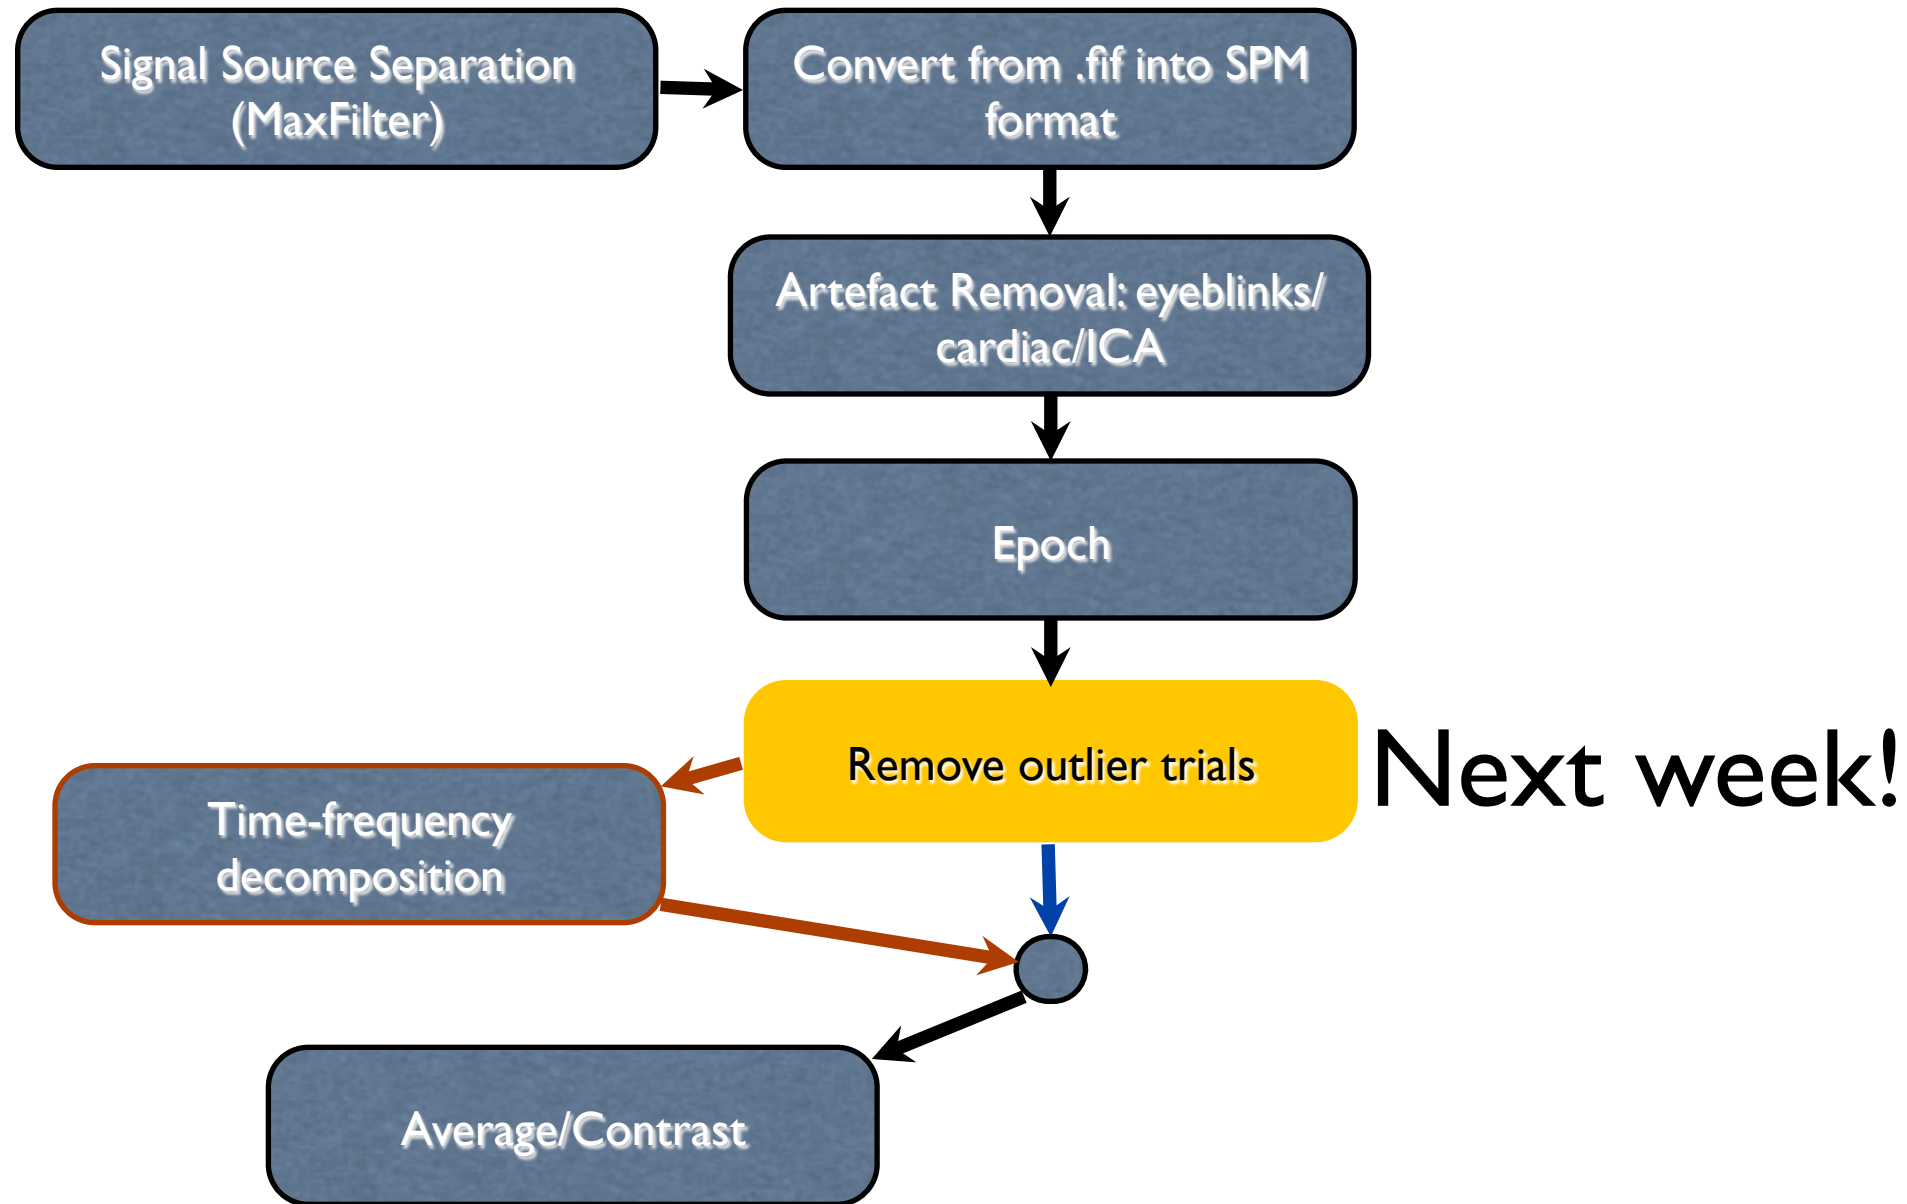 Signal Source Separation
(MaxFilter)
Convert from .fif into SPM
format
Artefact Removal: eyeblinks/
cardiac/ICA
Epoch
Remove outlier trials
Next week!
Time-frequency
decomposition
Average/Contrast